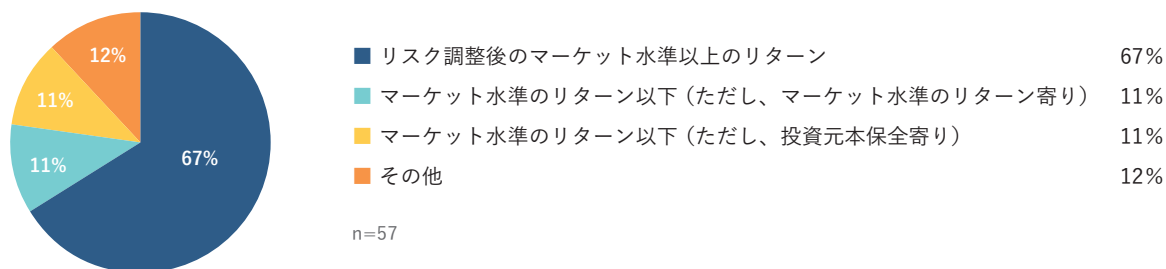 12%
11%
11%
67%
リスク調整後のマーケット水準以上のリターン 67%
マーケット水準のリターン以下（ただし、マーケット水準のリターン寄り） 11%
マーケット水準のリターン以下（ただし、投資元本保全寄り） 11%
その他 12%
n=57